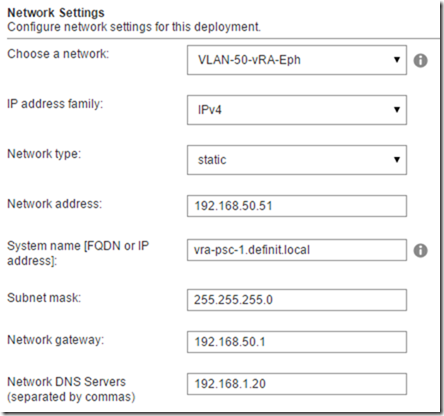 Network Settings
Configure network settings for this deployment.
Choose a network:
VLAN-50-vRA-Eph
IP address family:
IPv4
Network type:
static
Network address:
192.168.50.51
System name [FQDN or IP
address]:
vra-psc-1.definit.local
Subnet mask:
255.255.255.0
Network gateway:
192.168.50.1
Network DNS Servers
(separated by commas)
192.168.1.20